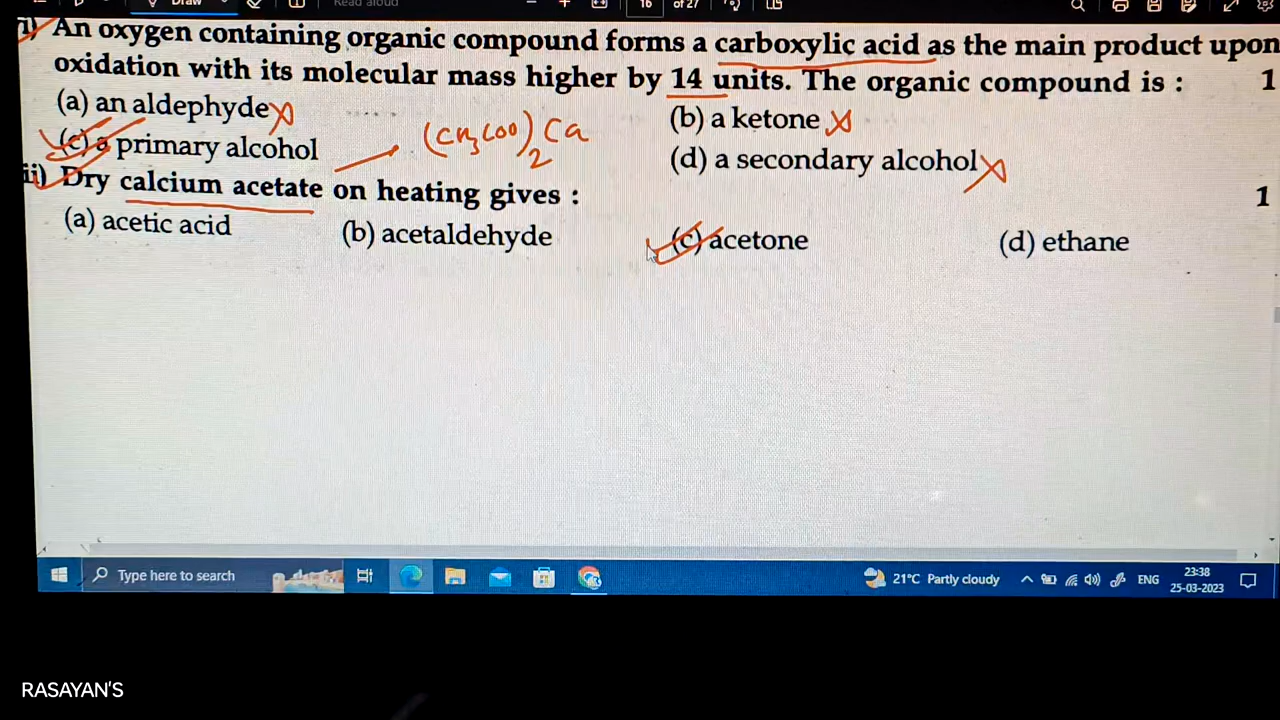 Draw
Read aloud
16 of 27
i) An oxygen containing organic compound forms a carboxylic acid as the main product upon
oxidation with its molecular mass higher by 14 units. The organic compound is : 1
(a) an aldephyde (b) a ketone
(c) a primary alcohol (d) a secondary alcohol
(CH3COO)2Ca
ii) Dry calcium acetate on heating gives : 1
(a) acetic acid (b) acetaldehyde (c) acetone (d) ethane
Type here to search
21°C Partly cloudy
ENG
23:38
25-03-2023
RASAYAN'S